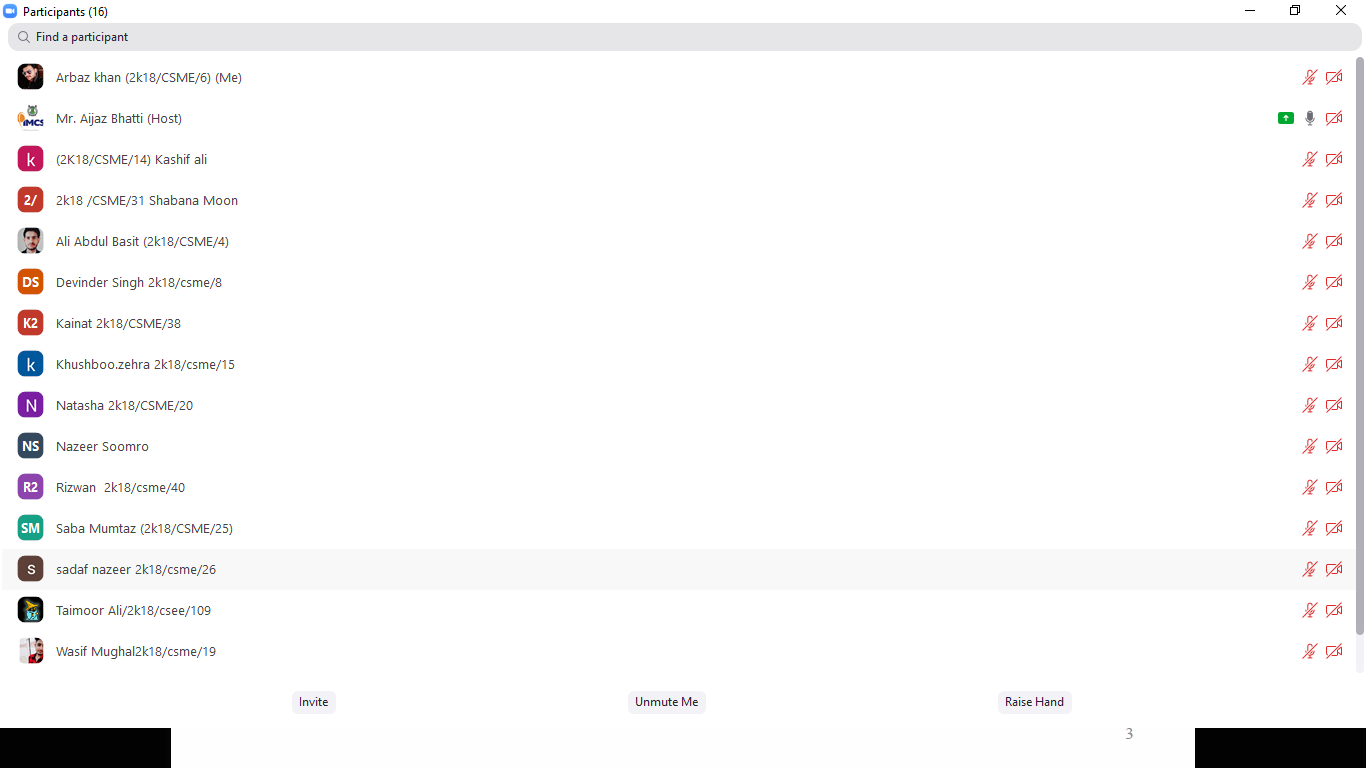 Participants (16)
Find a participant
Arbaz khan (2k18/CSME/6) (Me)
iMCS
Mr. Aijaz Bhatti (Host)
k
(2K18/CSME/14) Kashif ali
2/
2k18 /CSME/31 Shabana Moon
Ali Abdul Basit (2k18/CSME/4)
DS
Devinder Singh 2k18/csme/8
K2
Kainat 2k18/CSME/38
k
Khushboo.zehra 2k18/csme/15
N
Natasha 2k18/CSME/20
NS
Nazeer Soomro
R2
Rizwan  2k18/csme/40
SM
Saba Mumtaz (2k18/CSME/25)
s
sadaf nazeer 2k18/csme/26
Taimoor Ali/2k18/csee/109
Wasif Mughal2k18/csme/19
Invite
Unmute Me
Raise Hand
3